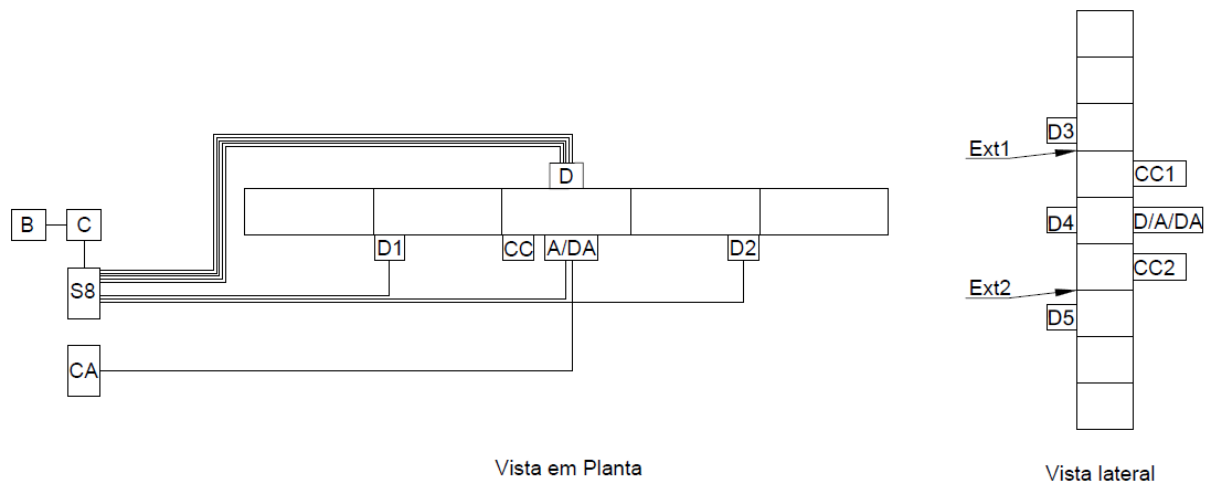 D
B
C
D1
CC
A/DA
D2
S8
CA
Vista em Planta
D3
Ext1
CC1
D4
D/A/DA
CC2
Ext2
D5
Vista lateral